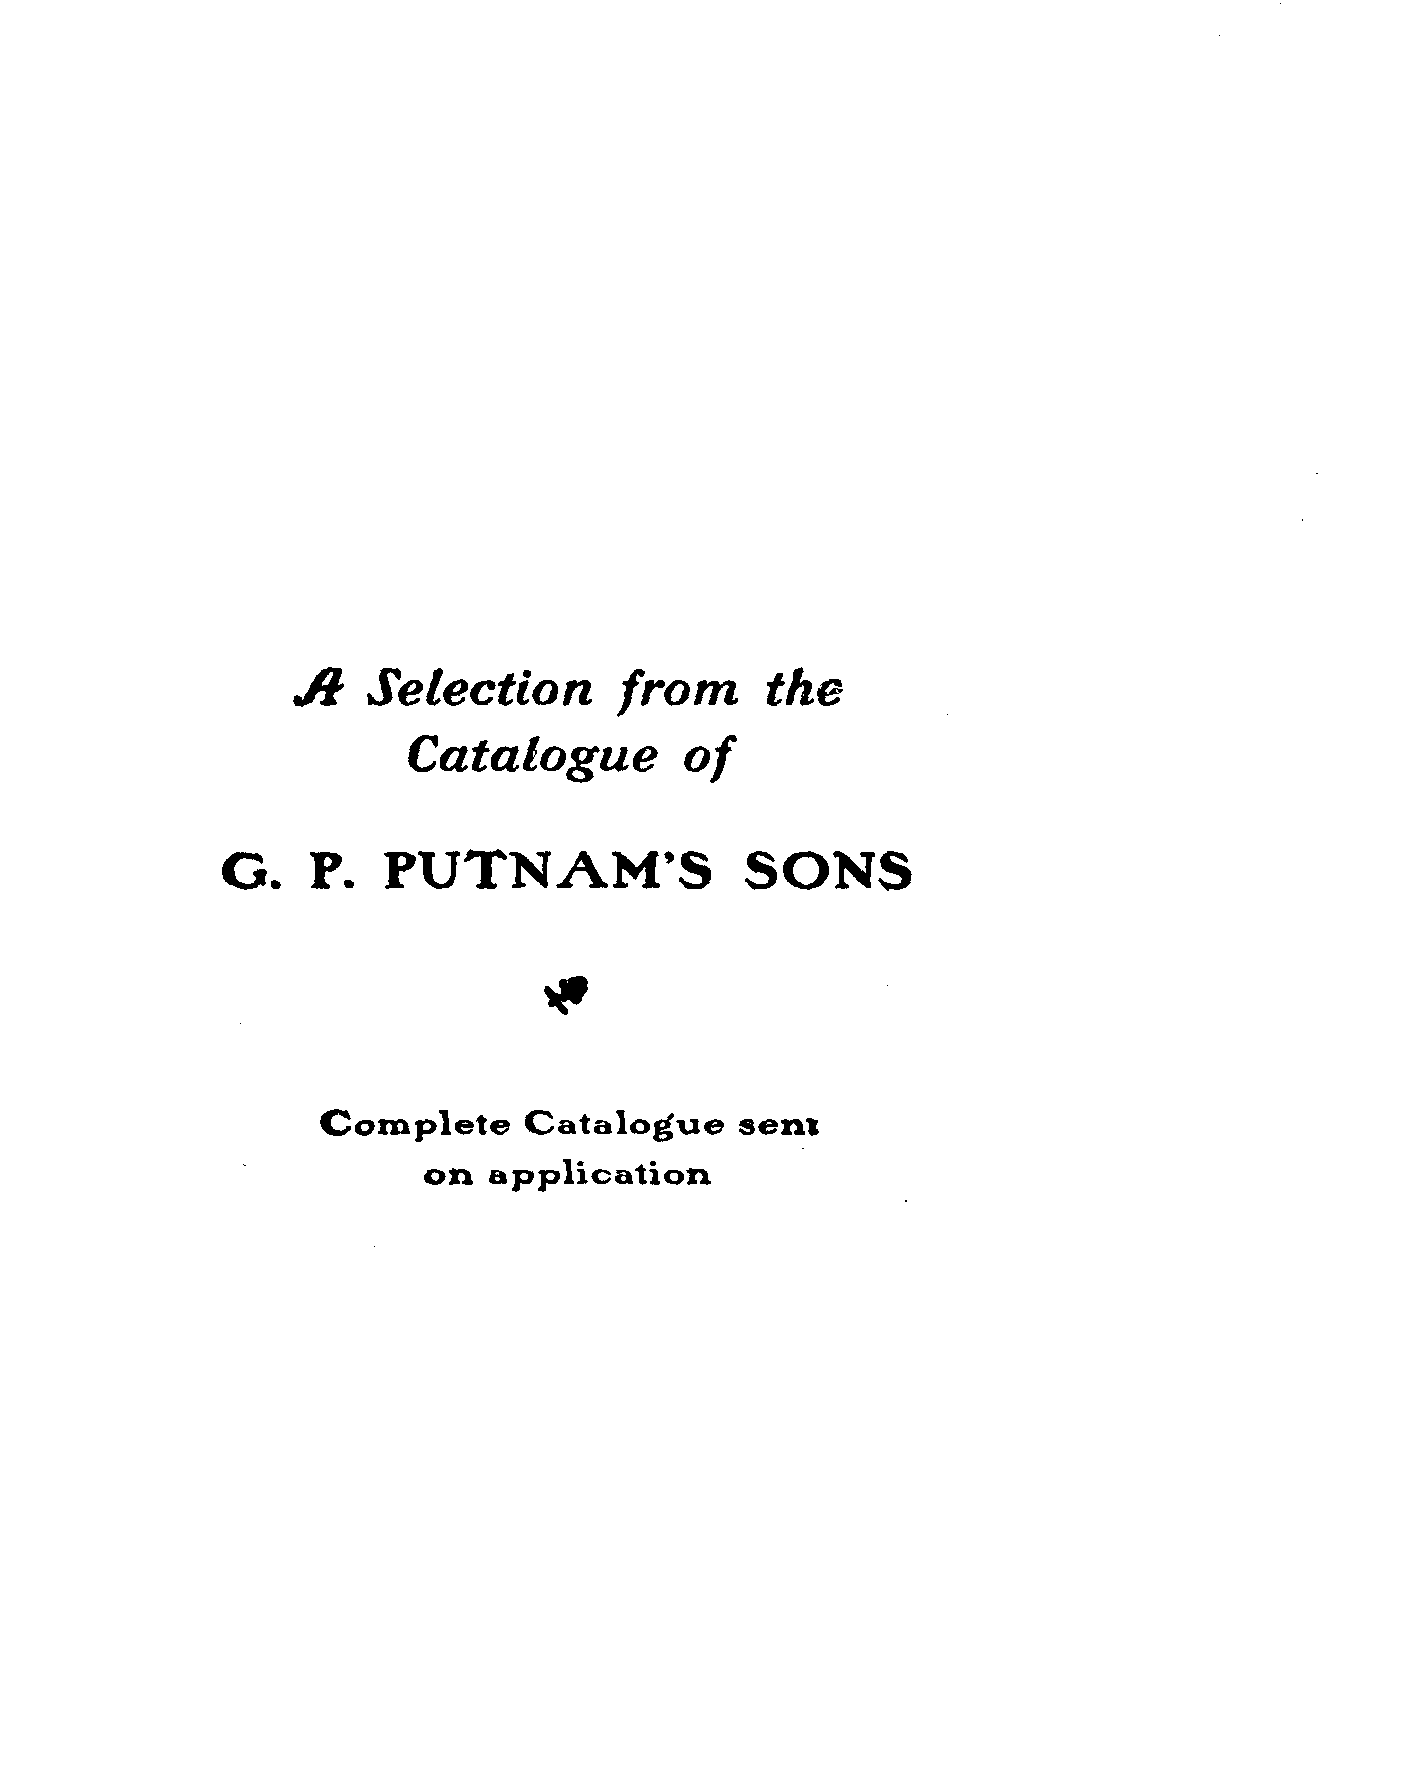 A Selection from the
Catalogue of
G. P. PUTNAM'S SONS
Complete Catalogue sent
on application